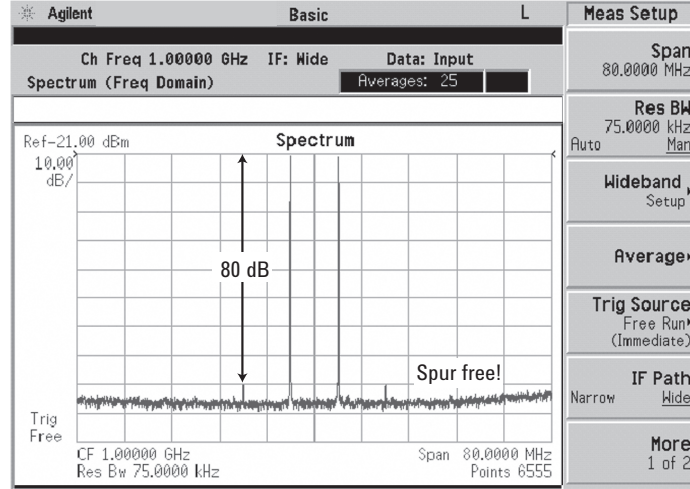 Agilent Basic L
Ch Freq 1.00000 GHz IF: Wide Data: Input
Spectrum (Freq Domain) Averages: 25
Ref-21.00 dBm Spectrum
10.00
dB/
80 dB
Spur free!
Trig
Free
CF 1.00000 GHz Span 80.0000 MHz
Res Bw 75.0000 kHz Points 6555
Meas Setup
Span
80.0000 MHz
Res BW
75.0000 kHz
Auto Man
Wideband
Setup
Average
Trig Source
Free Run
(Immediate)
IF Path
Narrow Wide
More
1 of 2